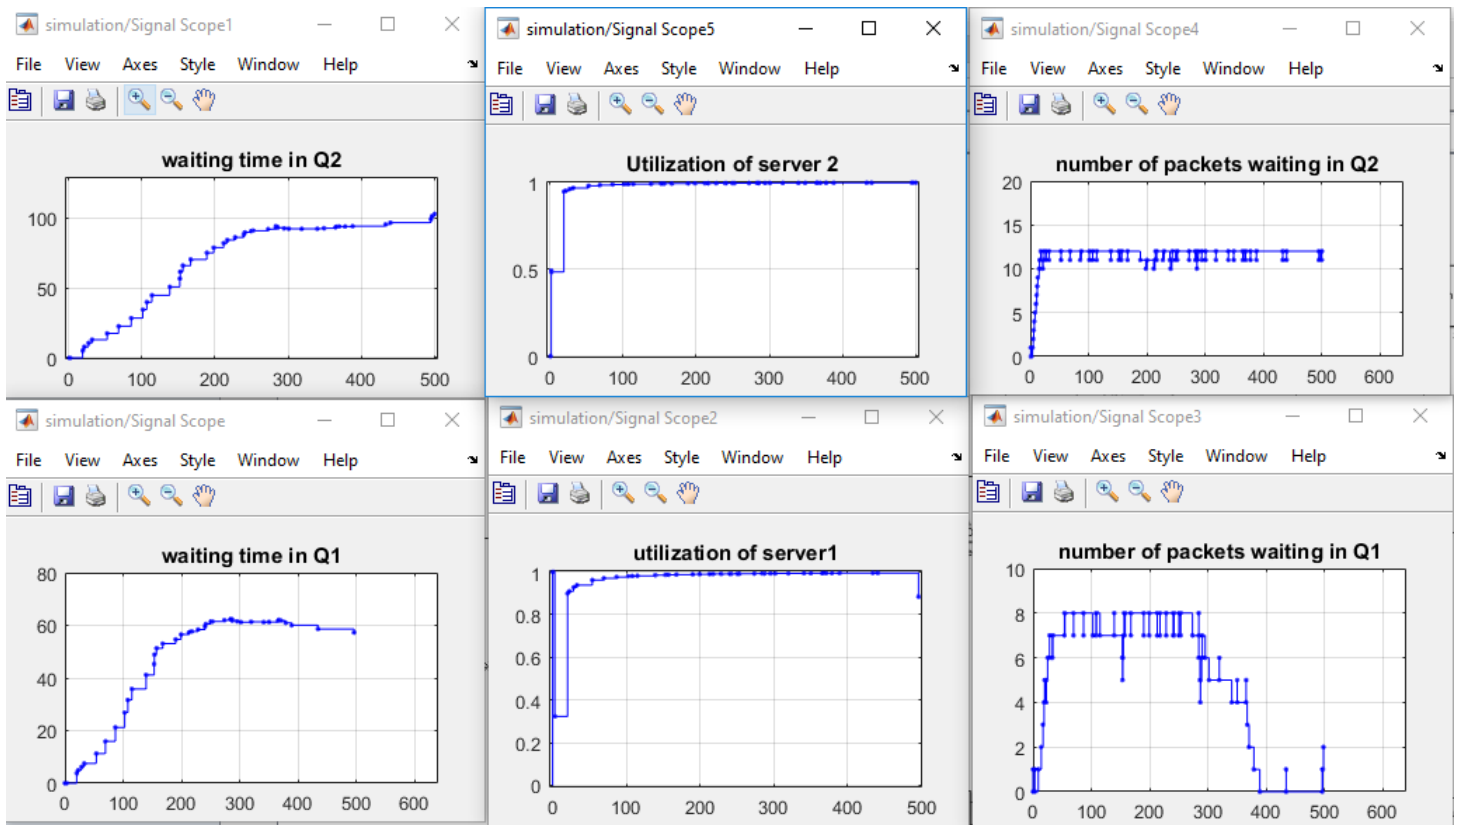 simulation/Signal Scope1
File View Axes Style Window Help
waiting time in Q2
100
50
0
0 100 200 300 400 500
simulation/Signal Scope5
File View Axes Style Window Help
Utilization of server 2
1
0.5
0
0 100 200 300 400 500
simulation/Signal Scope4
File View Axes Style Window Help
number of packets waiting in Q2
20
15
10
5
0
0 100 200 300 400 500 600
simulation/Signal Scope
File View Axes Style Window Help
waiting time in Q1
80
60
40
20
0
0 100 200 300 400 500 600
simulation/Signal Scope2
File View Axes Style Window Help
utilization of server1
1
0.8
0.6
0.4
0.2
0
0 100 200 300 400 500
simulation/Signal Scope3
File View Axes Style Window Help
number of packets waiting in Q1
10
8
6
4
2
0
0 100 200 300 400 500 600